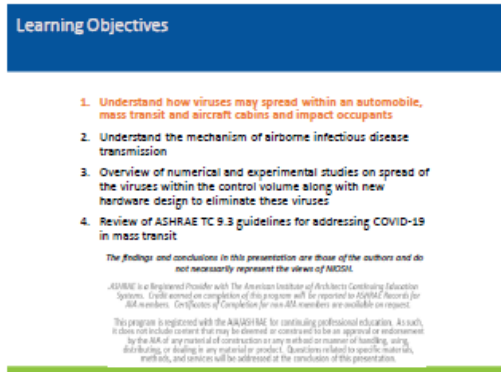 Learning Objectives
1. Understand how viruses may spread within an automobile,
mass transit and aircraft cabins and impact occupants
2. Understand the mechanism of airborne infectious disease
transmission
3. Overview of numerical and experimental studies on spread of
the viruses within the control volume along with new
hardware design to eliminate these viruses
4. Review of ASHRAE TC 9.3 guidelines for addressing COVID-19
in mass transit
The findings and conclusions in this presentation are those of the authors and do
not necessarily represent the views of NIOSH.
ASHRAE is a Registered Provider with The American Institute of Architects Continuing Education
Systems. Credit earned on completion of this program will be reported to ASHRAE Records for
AIA members. Certificates of Completion for non-AIA members are available on request.
This program is registered with the AIA/ASHRAE for continuing professional education. As such,
it does not include content that may be deemed or construed to be an approval or endorsement
by the AIA of any material of construction or any method or manner of handling, using,
distributing, or dealing in any material or product. Questions related to specific materials,
methods, and services will be addressed at the conclusion of this presentation.